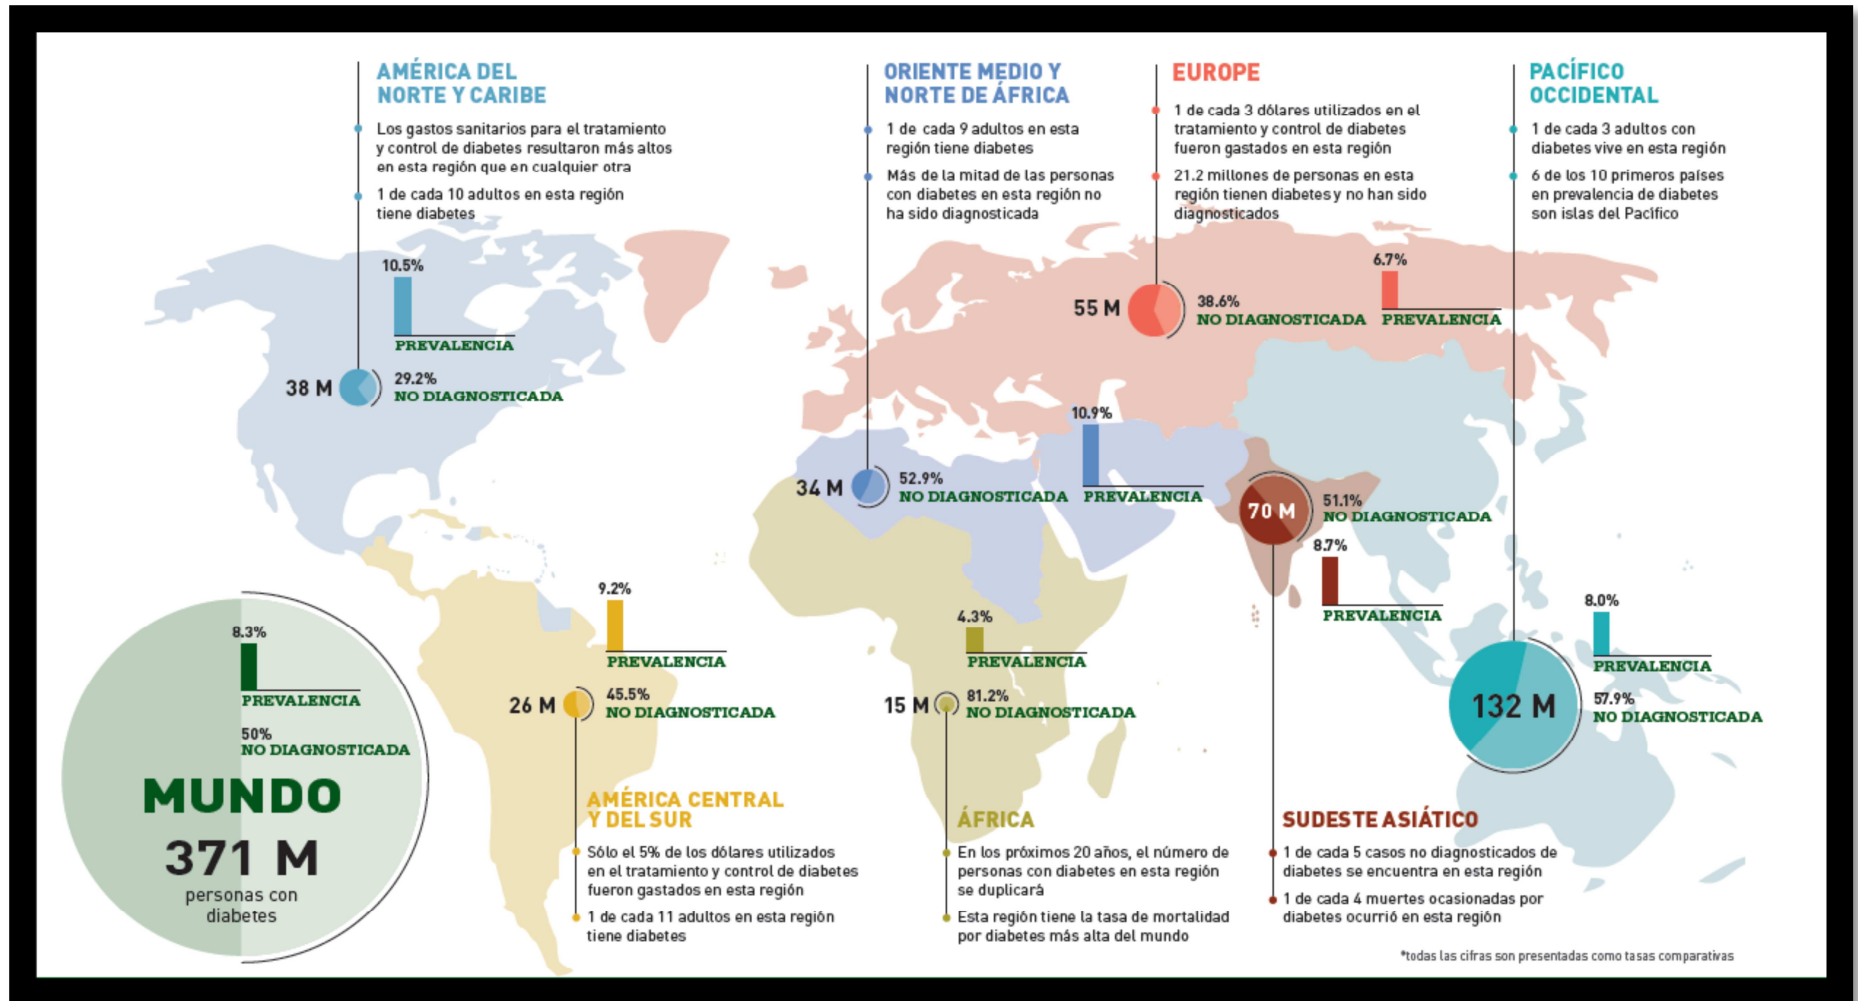 AMÉRICA DEL
NORTE Y CARIBE
Los gastos sanitarios para el tratamiento
y control de diabetes resultaron más altos
en esta región que en cualquier otra
1 de cada 10 adultos en esta región
tiene diabetes
10.5%
PREVALENCIA
38 M
29.2%
NO DIAGNOSTICADA
ORIENTE MEDIO Y
NORTE DE ÁFRICA
1 de cada 9 adultos en esta
región tiene diabetes
Más de la mitad de las personas
con diabetes en esta región no
ha sido diagnosticada
10.9%
34 M
52.9%
NO DIAGNOSTICADA
PREVALENCIA
EUROPE
1 de cada 3 dólares utilizados en el
tratamiento y control de diabetes
fueron gastados en esta región
21.2 millones de personas en esta
región tienen diabetes y no han sido
diagnosticados
6.7%
55 M
38.6%
NO DIAGNOSTICADA
PREVALENCIA
PACÍFICO
OCCIDENTAL
1 de cada 3 adultos con
diabetes vive en esta región
6 de los 10 primeros países
en prevalencia de diabetes
son islas del Pacífico
8.0%
PREVALENCIA
132 M
57.9%
NO DIAGNOSTICADA
70 M
51.1%
NO DIAGNOSTICADA
8.7%
PREVALENCIA
SUDESTE ASIÁTICO
1 de cada 5 casos no diagnosticados de
diabetes se encuentra en esta región
1 de cada 4 muertes ocasionadas por
diabetes ocurrió en esta región
8.3%
PREVALENCIA
50%
NO DIAGNOSTICADA
MUNDO
371 M
personas con
diabetes
9.2%
PREVALENCIA
26 M
45.5%
NO DIAGNOSTICADA
AMÉRICA CENTRAL
Y DEL SUR
Sólo el 5% de los dólares utilizados
en el tratamiento y control de diabetes
fueron gastados en esta región
1 de cada 11 adultos en esta región
tiene diabetes
4.3%
PREVALENCIA
15 M
81.2%
NO DIAGNOSTICADA
ÁFRICA
En los próximos 20 años, el número de
personas con diabetes en esta región
se duplicará
Esta región tiene la tasa de mortalidad
por diabetes más alta del mundo
*todas las cifras son presentadas como tasas comparativas